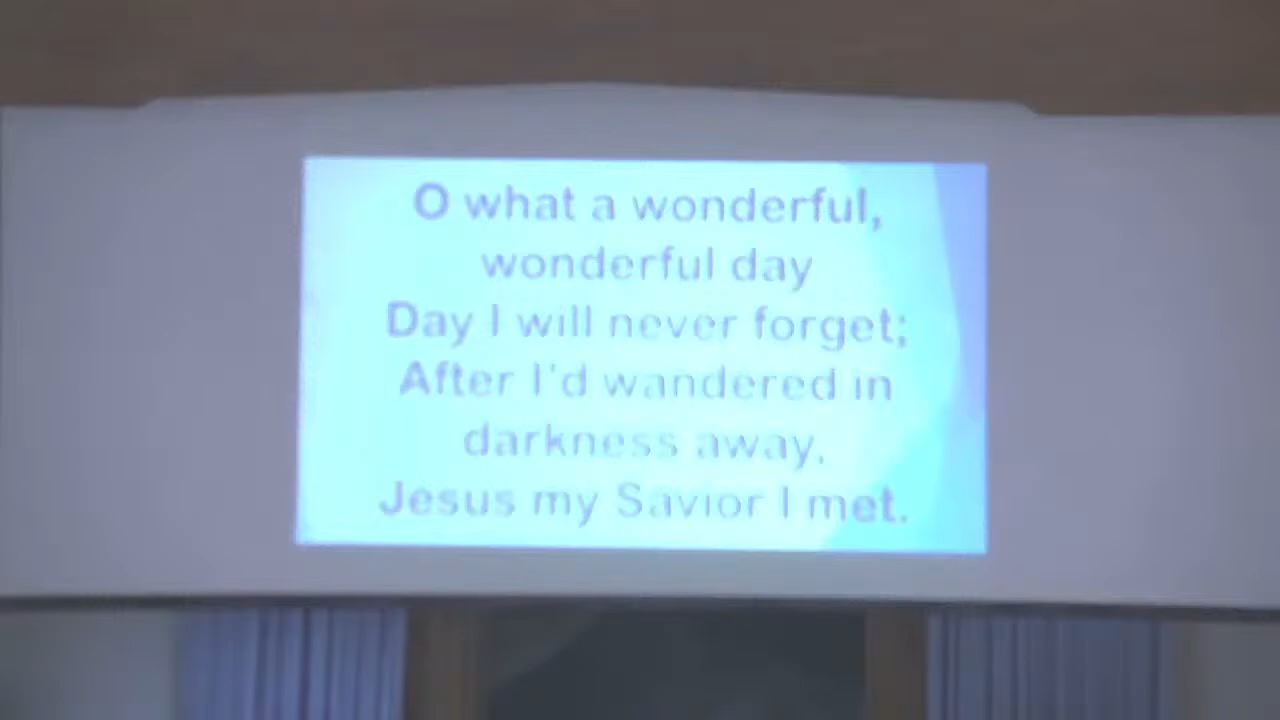 O what a wonderful,
wonderful day
Day I will never forget;
After I'd wandered in
darkness away,
Jesus my Savior I met.